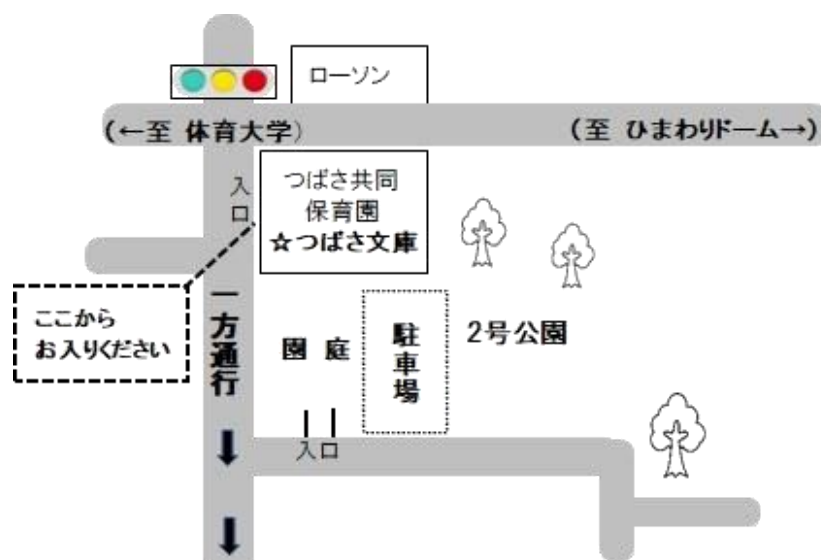 ローソン
(←至 体育大学)
(至 ひまわりドーム→)
つばさ共同
保育園
☆つばさ文庫
入口
ここから
お入りください
一方通行
園 庭
駐車場
2号公園
入口